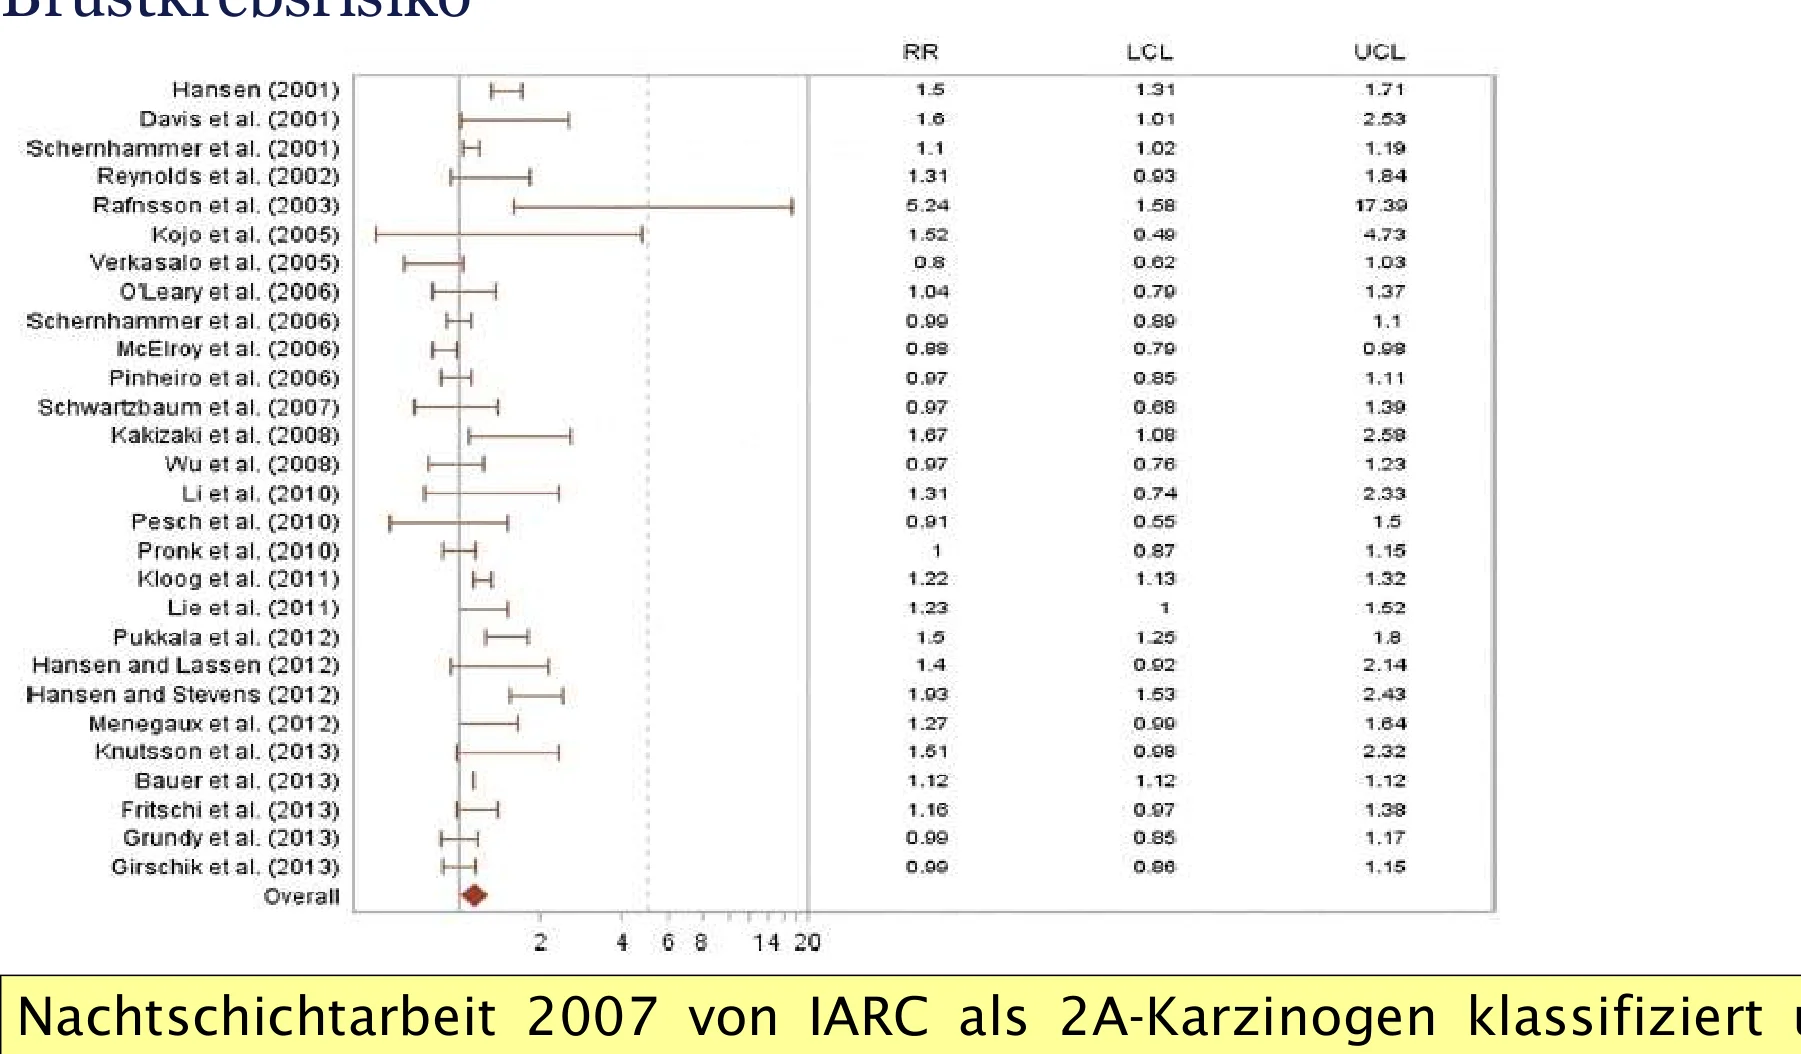 Brustkrebsrisiko
RR LCL UCL
Hansen (2001) 1.5 1.31 1.71
Davis et al. (2001) 1.6 1.01 2.53
Schernhammer et al. (2001) 1.1 1.02 1.19
Reynolds et al. (2002) 1.31 0.93 1.84
Rafnsson et al. (2003) 5.24 1.58 17.39
Kojo et al. (2005) 1.52 0.49 4.73
Verkasalo et al. (2005) 0.8 0.62 1.03
O'Leary et al. (2006) 1.04 0.79 1.37
Schernhammer et al. (2006) 0.99 0.89 1.1
McElroy et al. (2006) 0.88 0.79 0.98
Pinheiro et al. (2006) 0.97 0.85 1.11
Schwartzbaum et al. (2007) 0.97 0.68 1.39
Kakizaki et al. (2008) 1.67 1.08 2.58
Wu et al. (2008) 0.97 0.76 1.23
Li et al. (2010) 1.31 0.74 2.33
Pesch et al. (2010) 0.91 0.55 1.5
Pronk et al. (2010) 1 0.87 1.15
Kloog et al. (2011) 1.22 1.13 1.32
Lie et al. (2011) 1.23 1 1.52
Pukkala et al. (2012) 1.5 1.25 1.8
Hansen and Lassen (2012) 1.4 0.92 2.14
Hansen and Stevens (2012) 1.93 1.53 2.43
Menegaux et al. (2012) 1.27 0.99 1.64
Knutsson et al. (2013) 1.51 0.98 2.32
Bauer et al. (2013) 1.12 1.12 1.12
Fritschi et al. (2013) 1.16 0.97 1.38
Grundy et al. (2013) 0.99 0.85 1.17
Girschik et al. (2013) 0.99 0.86 1.15
Overall
2 4 6 8 14 20
Nachtschichtarbeit 2007 von IARC als 2A-Karzinogen klassifiziert